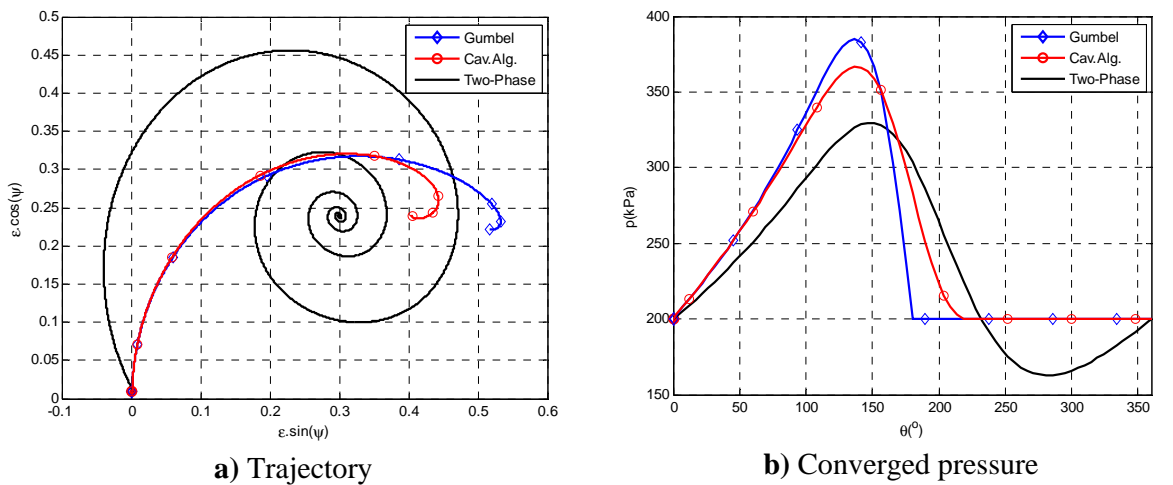 0.5
0.45
0.4
0.35
0.3
0.25
0.2
0.15
0.1
0.05
0
-0.1 0 0.1 0.2 0.3 0.4 0.5 0.6
ε.cos(ψ)
ε.sin(ψ)
Gumbel
Cav.Alg.
Two-Phase
a) Trajectory
400
350
300
250
200
150
0 50 100 150 200 250 300 350
p(kPa)
θ(°)
Gumbel
Cav.Alg.
Two-Phase
b) Converged pressure